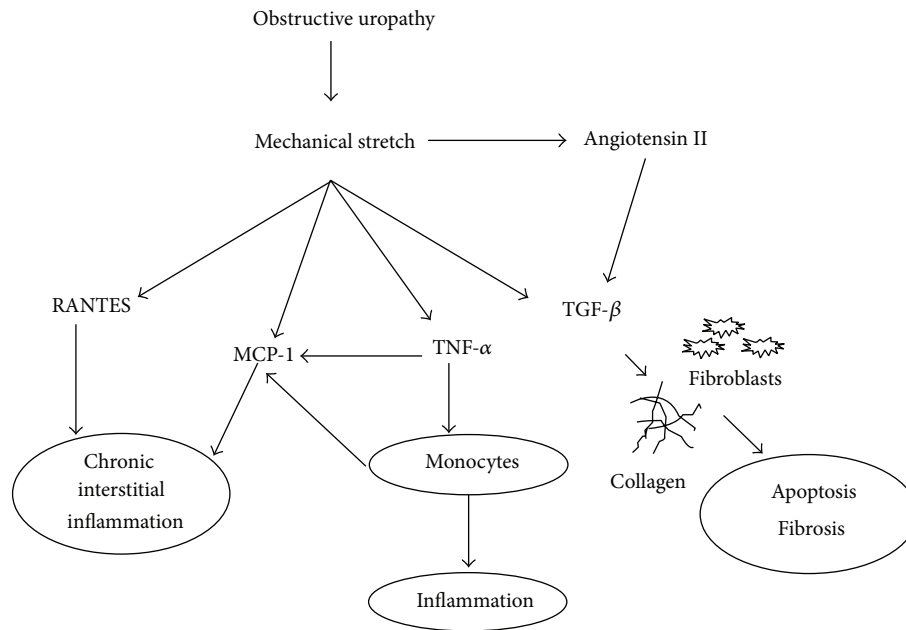 Obstructive uropathy
Mechanical stretch
Angiotensin II
RANTES
TGF-β
MCP-1
TNF-α
Fibroblasts
Chronic
interstitial
inflammation
Monocytes
Collagen
Apoptosis
Fibrosis
Inflammation